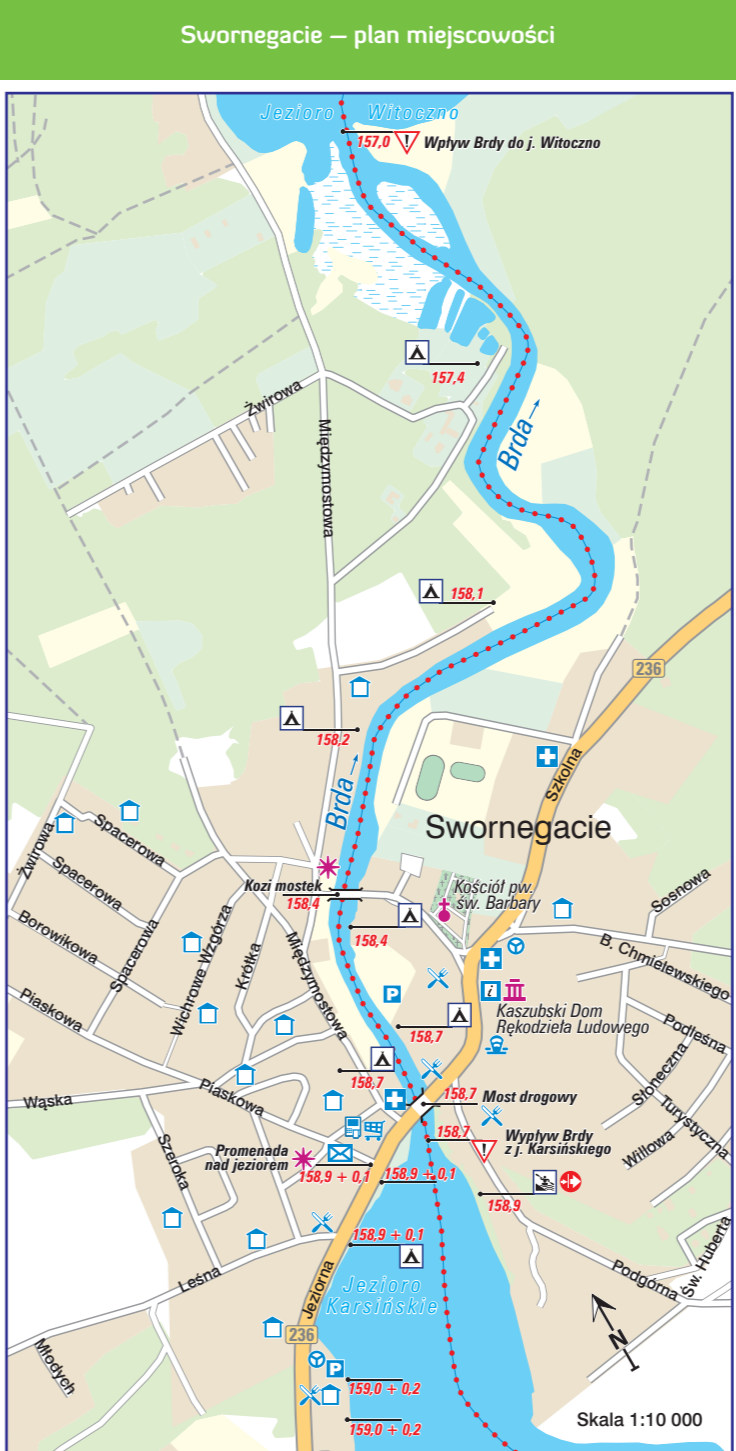 Swornegacie – plan miejscowości
Jezioro Witoczno
157,0
Wpływ Brdy do j. Witoczno
157,4
Żwirowa
Międzymostowa
Brda →
158,1
236
158,2
Brda →
Szkolna
Swornegacie
Spacerowa
Żwirowa
Spacerowa
Kozi mostek
158,4
Kościół pw.
św. Barbary
Sosnowa
158,4
Borowikowa
Spacerowa
Wichrowe Wzgórza
Krótka
Międzymostowa
B. Chmielewskiego
P
i
Kaszubski Dom
Rękodzieła Ludowego
Piaskowa
158,7
Podleśna
Słoneczna
158,7
Piaskowa
158,7
Most drogowy
Wąska
Turystyczna
158,7
Wypływ Brdy
z j. Karsińskiego
Willowa
Szeroka
Promenada
nad jeziorem
158,9 + 0,1
158,9 + 0,1
158,9
158,9 + 0,1
Św. Huberta
Podgórna
Leśna
Jeziorna
Jezioro
Karsińskie
N
236
Młodych
P
159,0 + 0,2
159,0 + 0,2
Skala 1:10 000